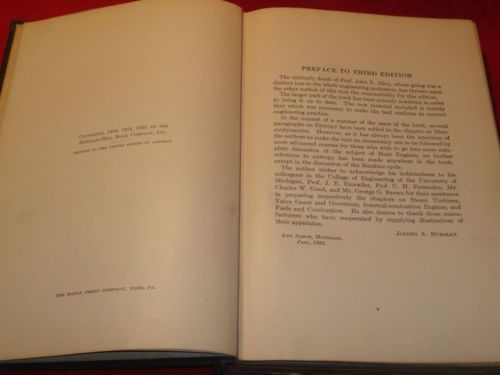 COPYRIGHT, 1910, 1914, 1925, BY THE
MCGRAW-HILL BOOK COMPANY, INC.
PRINTED IN THE UNITED STATES OF AMERICA
THE MAPLE PRESS COMPANY, YORK, PA.
PREFACE TO THIRD EDITION
The untimely death of Prof. John R. Allen, whose going was a
distinct loss to the whole engineering profession, has thrown upon
the other author of this text the responsibility for this edition.
The larger part of the book has been entirely rewritten in order
to bring it up to date. The new material included is mainly
that which was necessary to make the text conform to current
engineering practice.
At the request of a number of the users of the book, several
paragraphs on Entropy have been added to the chapter on Ther-
modynamics. However, as it has always been the intention of
the authors to make the text an elementary one to be followed by
more advanced courses for those who wish to go into more com-
plete discussion of the subject of Heat Engines, no further
reference to entropy has been made anywhere in the book,
except in the discussion of the Rankine cycle.
The author wishes to acknowledge his indebtedness to his
colleagues in the College of Engineering of the University of
Michigan, Prof. J. E. Emswiler, Prof. C. H. Fessenden, Mr.
Charles W. Good, and Mr. George G. Brown for their assistance
in preparing respectively the chapters on Steam Turbines,
Valve Gears and Governors, Internal-combustion Engines, and
Fuels and Combustion. He also desires to thank those manu-
facturers who have cooperated by supplying illustrations of
their apparatus.
JOSEPH A. BURSLEY.
ANN ARBOR, MICHIGAN,
1925.
v